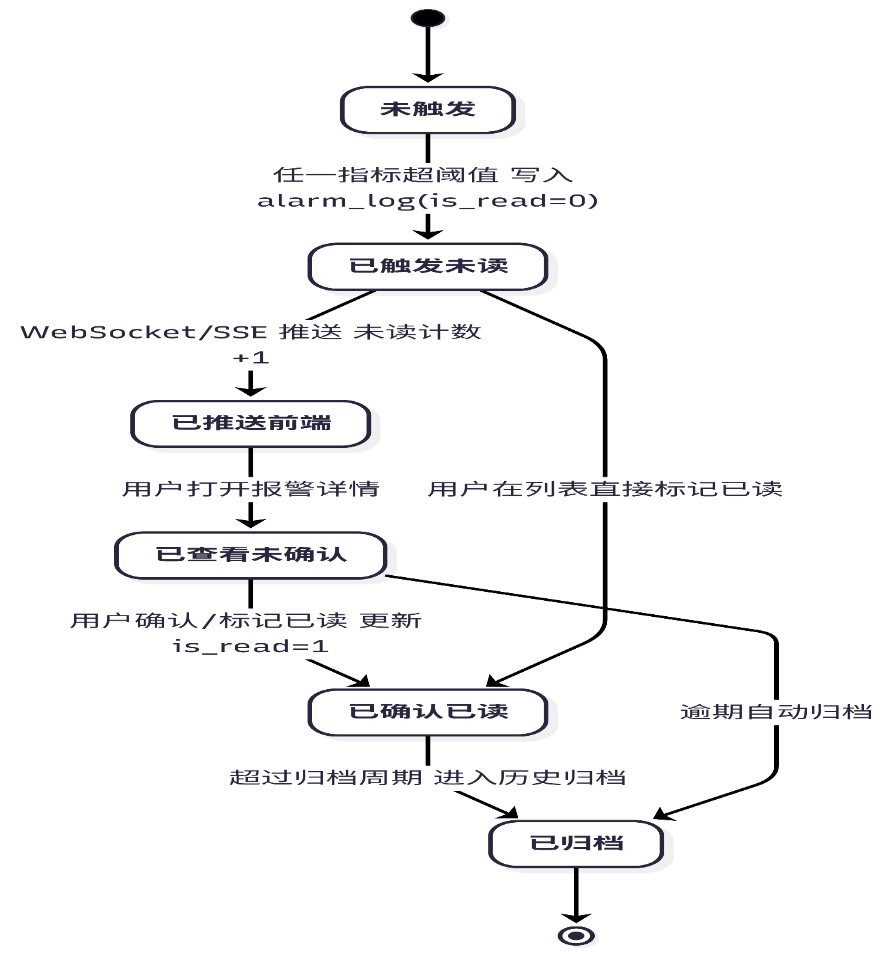 未触发
任一指标超阈值 写入
alarm_log(is_read=0)
已触发未读
WebSocket/SSE 推送 未读计数
+1
已推送前端
用户打开报警详情
用户在列表直接标记已读
已查看未确认
用户确认/标记已读 更新
is_read=1
已确认已读
逾期自动归档
超过归档周期 进入历史归档
已归档